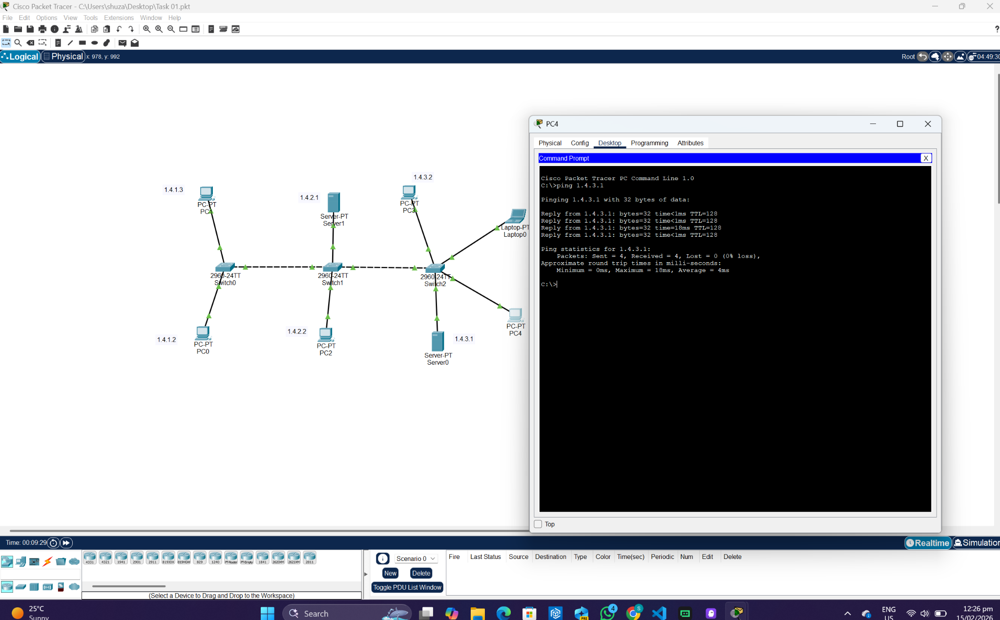 Cisco Packet Tracer - C:\Users\shuza\Desktop\Task 01.pkt
File Edit Options View Tools Extensions Window Help
Logical Physical x: 978, y: 992 Root 04:49:30
PC4
Physical Config Desktop Programming Attributes
Command Prompt X
Cisco Packet Tracer PC Command Line 1.0
C:\>ping 1.4.3.1
Pinging 1.4.3.1 with 32 bytes of data:
Reply from 1.4.3.1: bytes=32 time<1ms TTL=128
Reply from 1.4.3.1: bytes=32 time<1ms TTL=128
Reply from 1.4.3.1: bytes=32 time=18ms TTL=128
Reply from 1.4.3.1: bytes=32 time<1ms TTL=128
Ping statistics for 1.4.3.1:
Packets: Sent = 4, Received = 4, Lost = 0 (0% loss),
Approximate round trip times in milli-seconds:
Minimum = 0ms, Maximum = 18ms, Average = 4ms
C:\>
Top
1.4.1.3
PC-PT
PC1
1.4.2.1
Server-PT
Server1
1.4.3.2
PC-PT
PC3
Laptop-PT
Laptop0
2960-24TT
Switch0
2960-24TT
Switch1
2960-24TT
Switch2
1.4.1.2
PC-PT
PC0
1.4.2.2
PC-PT
PC2
1.4.3.1
Server-PT
Server0
PC-PT
PC4
Time: 00:09:29 Realtime Simulation
4331 4321 1941 2901 2911 819IOX 819HGW 829 1240 PT-Router PT-Empty 1841 2620XM 2621XM 2811
(Select a Device to Drag and Drop to the Workspace)
Scenario 0
New Delete
Toggle PDU List Window
Fire Last Status Source Destination Type Color Time(sec) Periodic Num Edit Delete
25°C
Sunny
Search
PRE
4
S
ENG
US
12:26 pm
15/02/2026